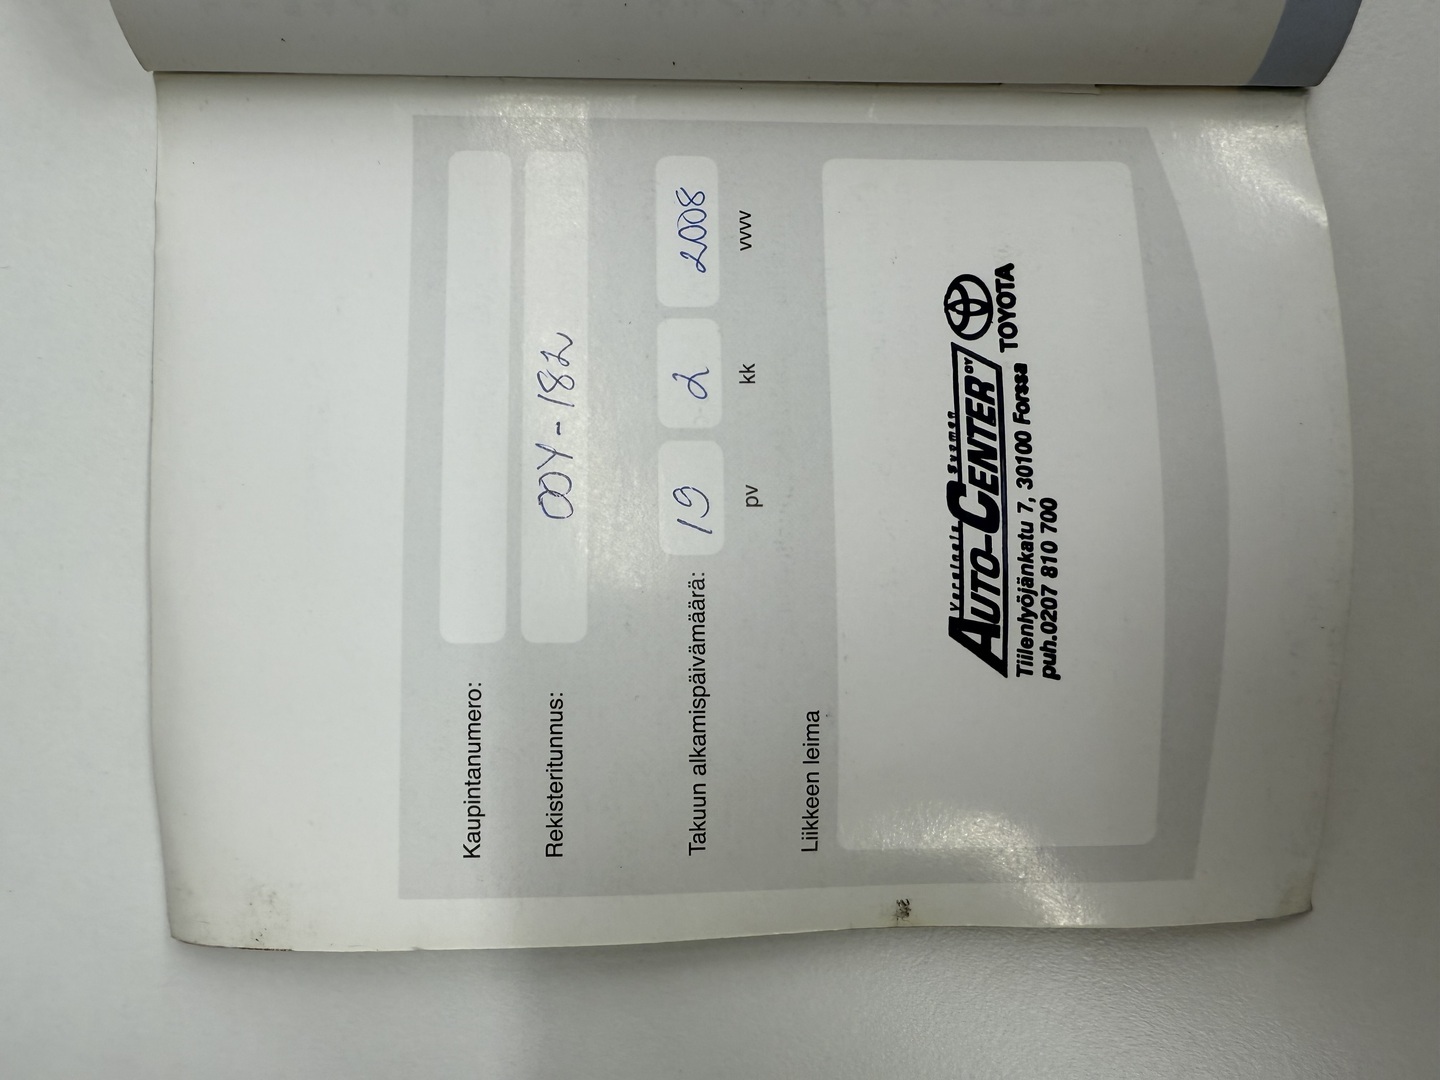 Kaupintanumero:
Rekisteritunnus: OOY-182
Takuun alkamispäivämäärä: 19 2 2008
pv kk vvvv
Liikkeen leima
Varsinais Suomen
AUTO-CENTER OY
Tiilenlyöjänkatu 7, 30100 Forssa TOYOTA
puh.0207 810 700